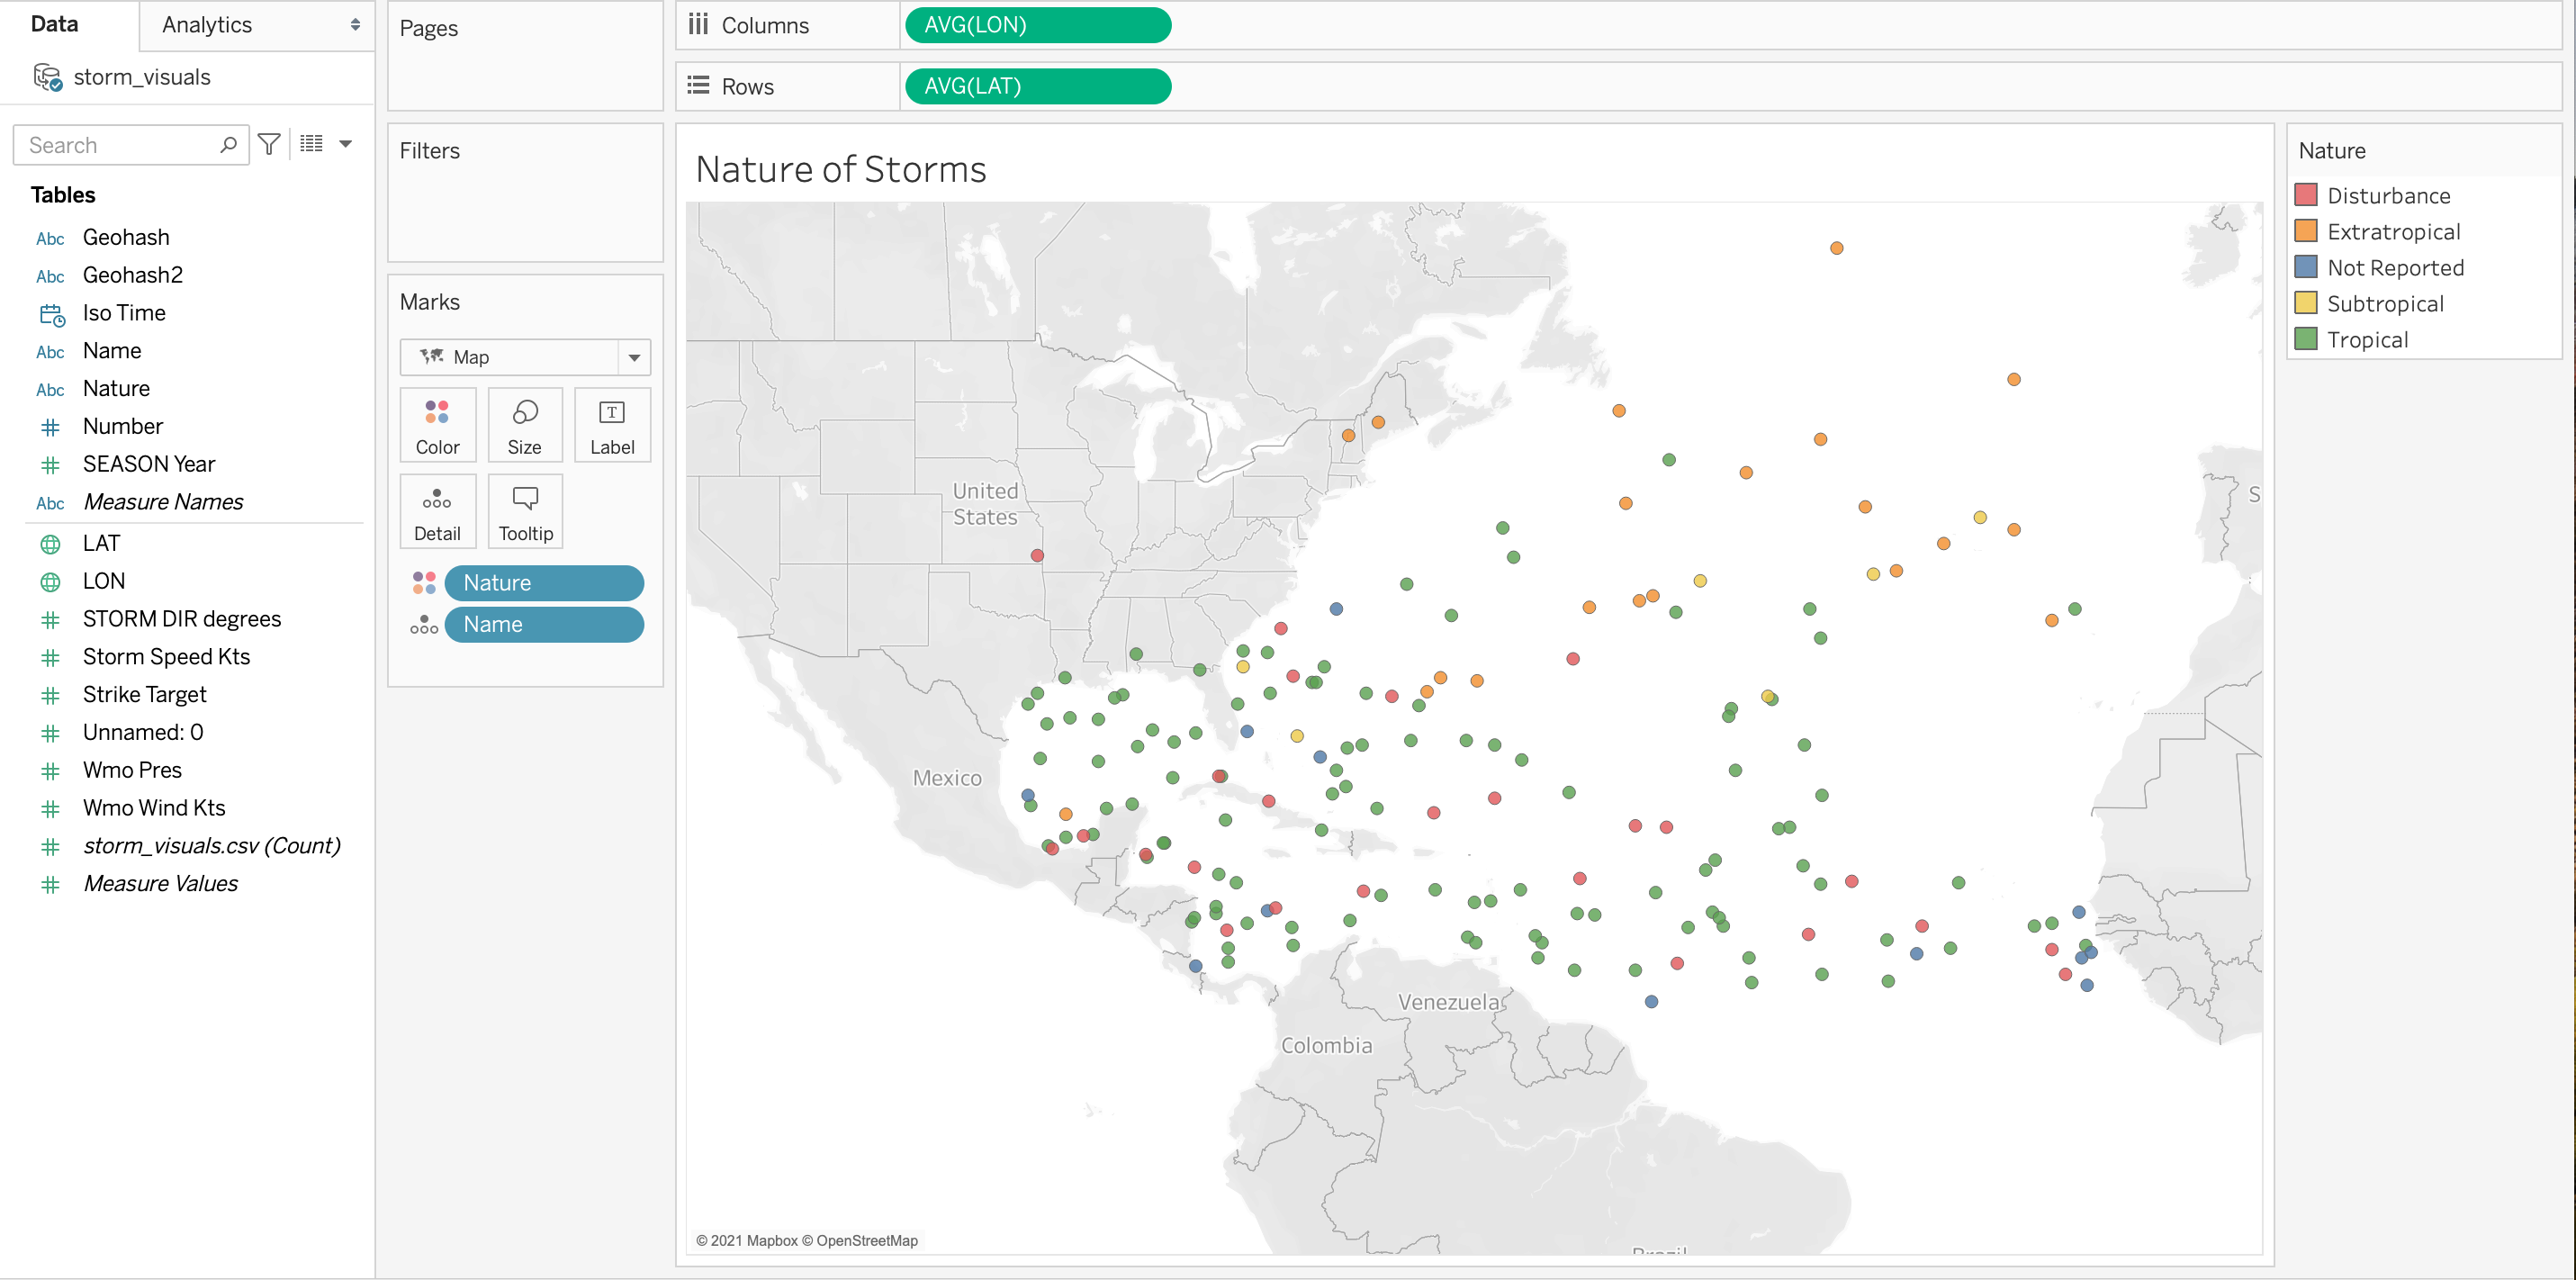 Data
Analytics
storm_visuals
Search
Tables
Abc Geohash
Abc Geohash2
Iso Time
Abc Name
Abc Nature
# Number
# SEASON Year
Abc Measure Names
LAT
LON
# STORM DIR degrees
# Storm Speed Kts
# Strike Target
# Unnamed: 0
# Wmo Pres
# Wmo Wind Kts
# storm_visuals.csv (Count)
# Measure Values
Pages
Filters
Marks
Map
Color
Size
T
Label
Detail
Tooltip
Nature
Name
Columns
AVG(LON)
Rows
AVG(LAT)
Nature of Storms
United
States
Mexico
Venezuela
Colombia
Brazil
S
© 2021 Mapbox © OpenStreetMap
Nature
Disturbance
Extratropical
Not Reported
Subtropical
Tropical